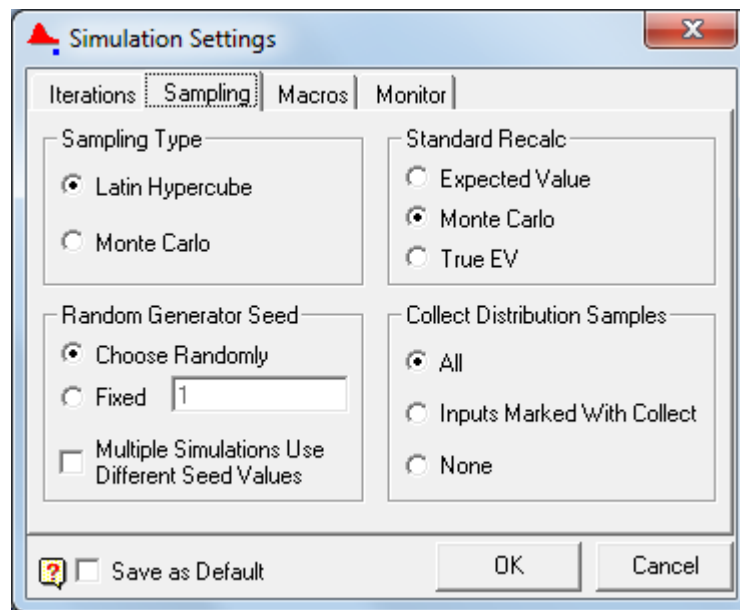 Simulation Settings
Iterations Sampling Macros Monitor
Sampling Type
Latin Hypercube
Monte Carlo
Standard Recalc
Expected Value
Monte Carlo
True EV
Random Generator Seed
Choose Randomly
Fixed 1
Multiple Simulations Use
Different Seed Values
Collect Distribution Samples
All
Inputs Marked With Collect
None
? Save as Default OK Cancel